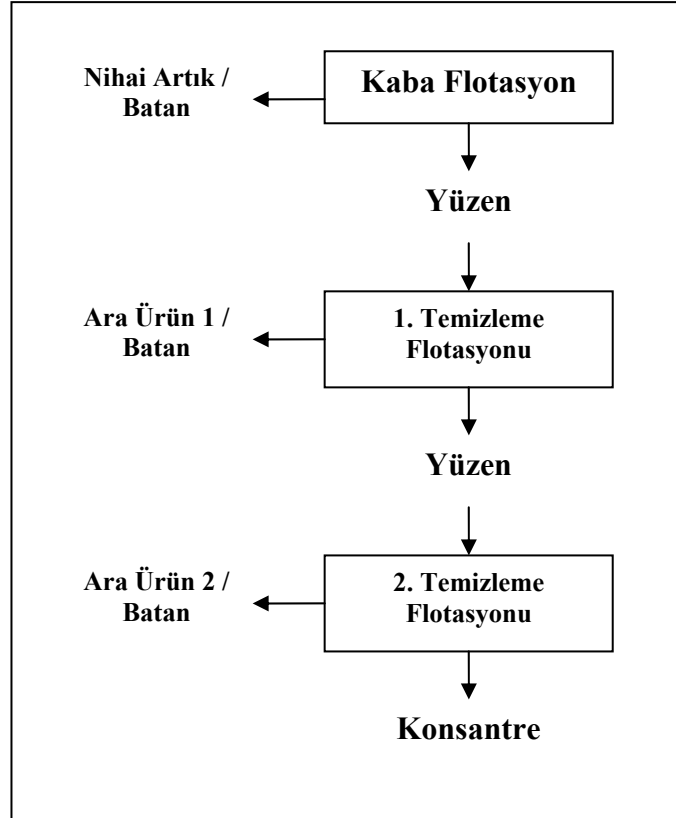 Nihai Artık /
Batan
Kaba Flotasyon
Yüzen
Ara Ürün 1 /
Batan
1. Temizleme
Flotasyonu
Yüzen
Ara Ürün 2 /
Batan
2. Temizleme
Flotasyonu
Konsantre